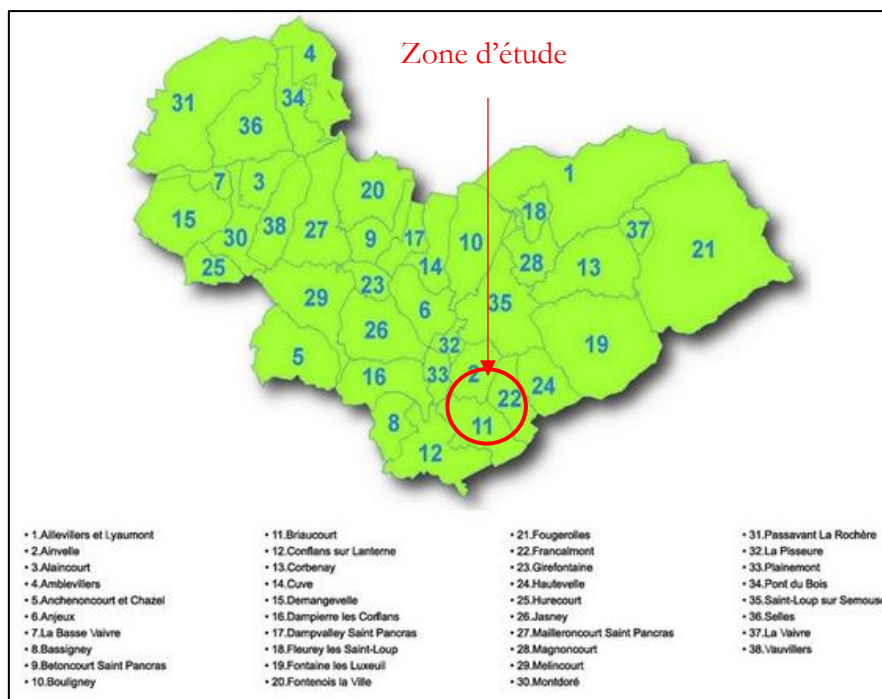 Zone d'étude
4
31
34
36
1
7
3
20
18
15
38
27
37
30
9
17
10
21
25
14
28
13
23
29
6
35
26
32
19
5
16
33
2
24
22
8
11
12
• 1.Aillevillers et Lyaumont
• 2.Ainvelle
• 3.Alaincourt
• 4.Ambievillers
• 5.Anchenoncourt et Chazel
• 6.Anjeux
• 7.La Basse Vaivre
• 8.Bassigney
• 9.Betoncourt Saint Pancras
• 10.Bouligney
• 11.Briaucourt
• 12.Conflans sur Lanterne
• 13.Corbenay
• 14.Cuve
• 15.Demangevelle
• 16.Dampierre les Conflans
• 17.Dampvalley Saint Pancras
• 18.Fleurey les Saint-Loup
• 19.Fontaine les Luxeuil
• 20.Fontenois la Ville
• 21.Fougerolles
• 22.Francalmont
• 23.Girefontaine
• 24.Hautevelle
• 25.Hurecourt
• 26.Jasney
• 27.Mailleroncourt Saint Pancras
• 28.Magnoncourt
• 29.Melincourt
• 30.Montdoré
• 31.Passavant La Rochère
• 32.La Pisseure
• 33.Plainemont
• 34.Pont du Bois
• 35.Saint-Loup sur Semouse
• 36.Selles
• 37.La Vaivre
• 38.Vauvillers